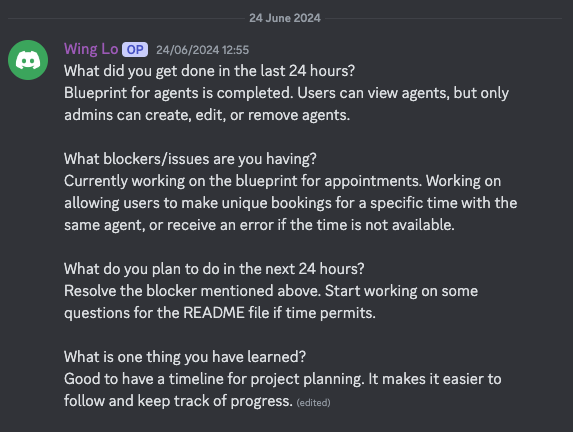 24 June 2024
Wing Lo OP 24/06/2024 12:55
What did you get done in the last 24 hours?
Blueprint for agents is completed. Users can view agents, but only
admins can create, edit, or remove agents.
What blockers/issues are you having?
Currently working on the blueprint for appointments. Working on
allowing users to make unique bookings for a specific time with the
same agent, or receive an error if the time is not available.
What do you plan to do in the next 24 hours?
Resolve the blocker mentioned above. Start working on some
questions for the README file if time permits.
What is one thing you have learned?
Good to have a timeline for project planning. It makes it easier to
follow and keep track of progress. (edited)